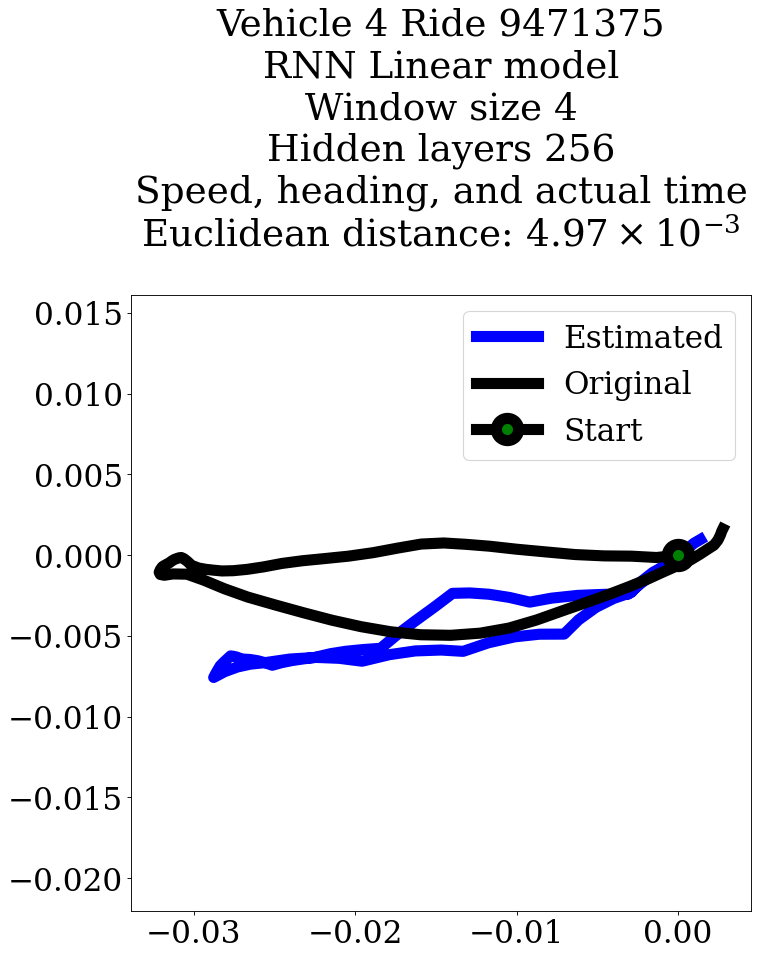 Vehicle 4 Ride 9471375
RNN Linear model
Window size 4
Hidden layers 256
Speed, heading, and actual time
Euclidean distance: 4.97 × 10⁻³
Estimated
Original
Start
0.015
0.010
0.005
0.000
−0.005
−0.010
−0.015
−0.020
−0.03 −0.02 −0.01 0.00